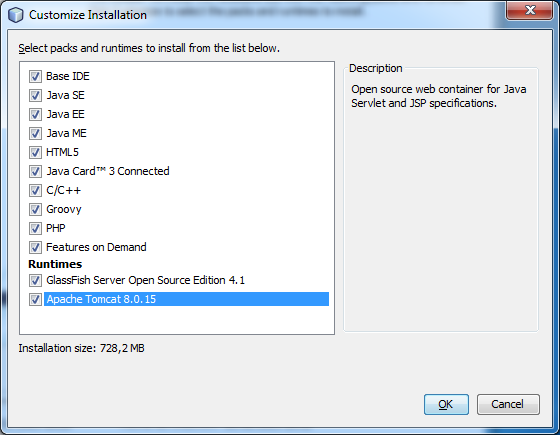 Customize Installation
Select packs and runtimes to install from the list below.
Base IDE
Java SE
Java EE
Java ME
HTML5
Java Card™ 3 Connected
C/C++
Groovy
PHP
Features on Demand
Runtimes
GlassFish Server Open Source Edition 4.1
Apache Tomcat 8.0.15
Description
Open source web container for Java
Servlet and JSP specifications.
Installation size: 728,2 MB
OK
Cancel